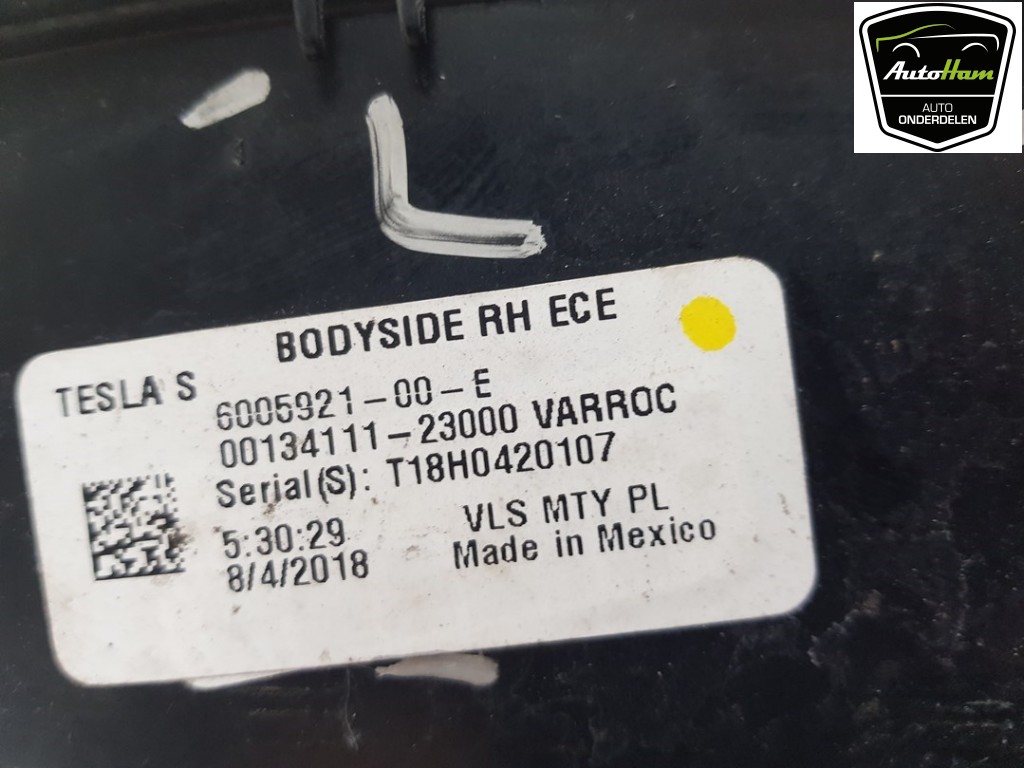 AutoHam
AUTO
ONDERDELEN
L
BODYSIDE RH ECE
TESLA S
6005921-00-E
00134111-23000 VARROC
Serial(S): T18H0420107
5:30:29
8/4/2018
VLS MTY PL
Made in Mexico